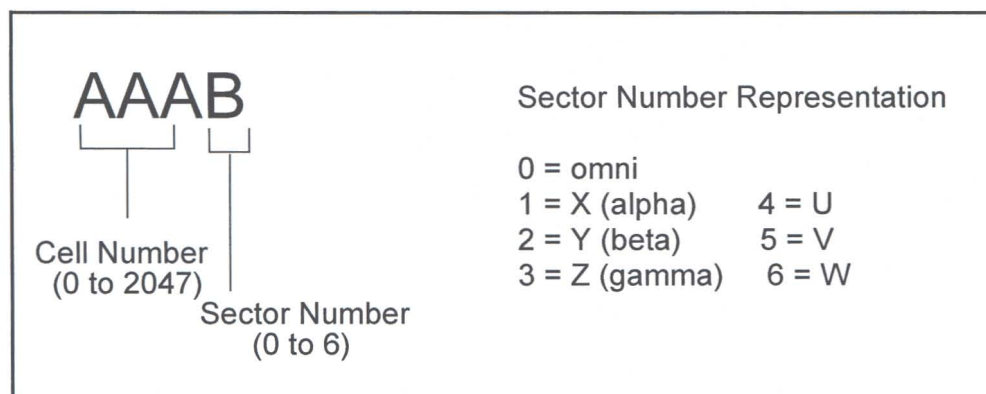 AAAB
Cell Number
(0 to 2047)
Sector Number
(0 to 6)
Sector Number Representation
0 = omni
1 = X (alpha) 4 = U
2 = Y (beta) 5 = V
3 = Z (gamma) 6 = W